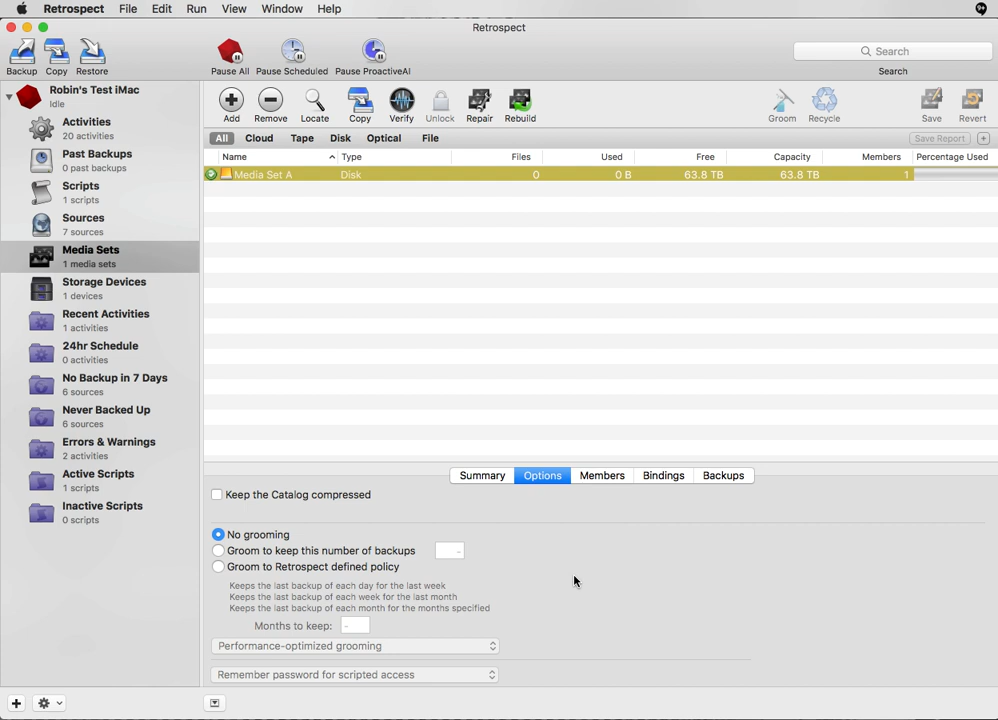 Retrospect File Edit Run View Window Help 9+
Retrospect
Backup Copy Restore Pause All Pause Scheduled Pause ProactiveAI Search
Search
Robin's Test iMac
Idle
Activities
20 activities
Past Backups
0 past backups
Scripts
1 scripts
Sources
7 sources
Media Sets
1 media sets
Storage Devices
1 devices
Recent Activities
1 activities
24hr Schedule
0 activities
No Backup in 7 Days
6 sources
Never Backed Up
6 sources
Errors & Warnings
2 activities
Active Scripts
1 scripts
Inactive Scripts
0 scripts
Add Remove Locate Copy Verify Unlock Repair Rebuild Groom Recycle Save Revert
All Cloud Tape Disk Optical File Save Report +
Name Type Files Used Free Capacity Members Percentage Used
Media Set A Disk 0 0 B 63.8 TB 63.8 TB 1
Summary Options Members Bindings Backups
Keep the Catalog compressed
No grooming
Groom to keep this number of backups -
Groom to Retrospect defined policy
Keeps the last backup of each day for the last week
Keeps the last backup of each week for the last month
Keeps the last backup of each month for the months specified
Months to keep: -
Performance-optimized grooming
Remember password for scripted access